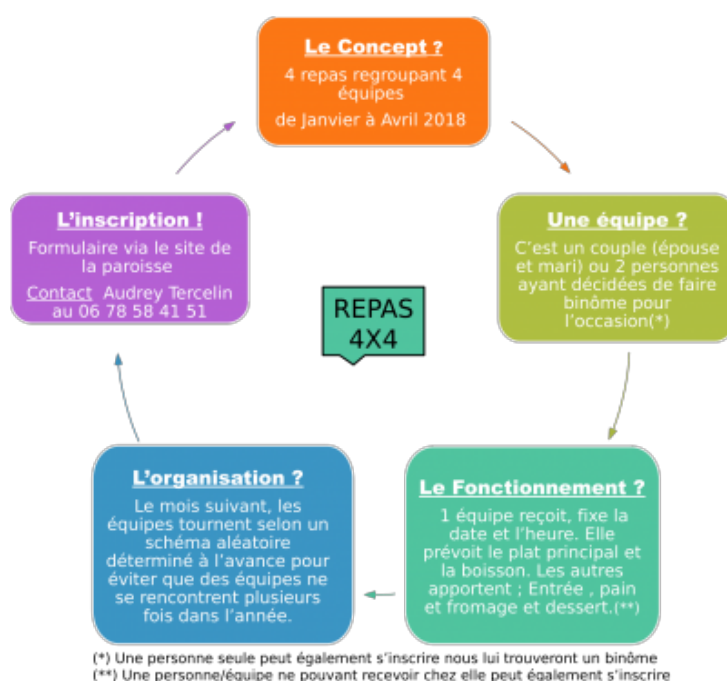 Le Concept ?
4 repas regroupant 4
équipes
de Janvier à Avril 2018
Une équipe ?
C’est un couple (épouse
et mari) ou 2 personnes
ayant décidées de faire
binôme pour
l’occasion(*)
Le Fonctionnement ?
1 équipe reçoit, fixe la
date et l’heure. Elle
prévoit le plat principal et
la boisson. Les autres
apportent ; Entrée , pain
et fromage et dessert.(**)
L’organisation ?
Le mois suivant, les
équipes tournent selon un
schéma aléatoire
déterminé à l’avance pour
éviter que des équipes ne
se rencontrent plusieurs
fois dans l’année.
L’inscription !
Formulaire via le site de
la paroisse
Contact Audrey Tercelin
au 06 78 58 41 51
REPAS
4X4
(*) Une personne seule peut également s’inscrire nous lui trouveront un binôme
(**) Une personne/équipe ne pouvant recevoir chez elle peut également s’inscrire